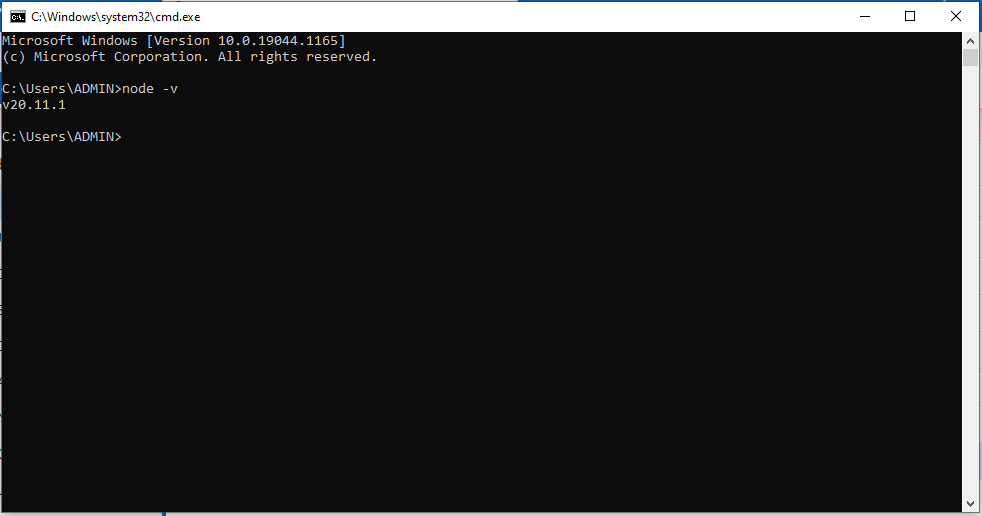 C:\Windows\system32\cmd.exe
Microsoft Windows [Version 10.0.19044.1165]
(c) Microsoft Corporation. All rights reserved.
C:\Users\ADMIN>node -v
v20.11.1
C:\Users\ADMIN>